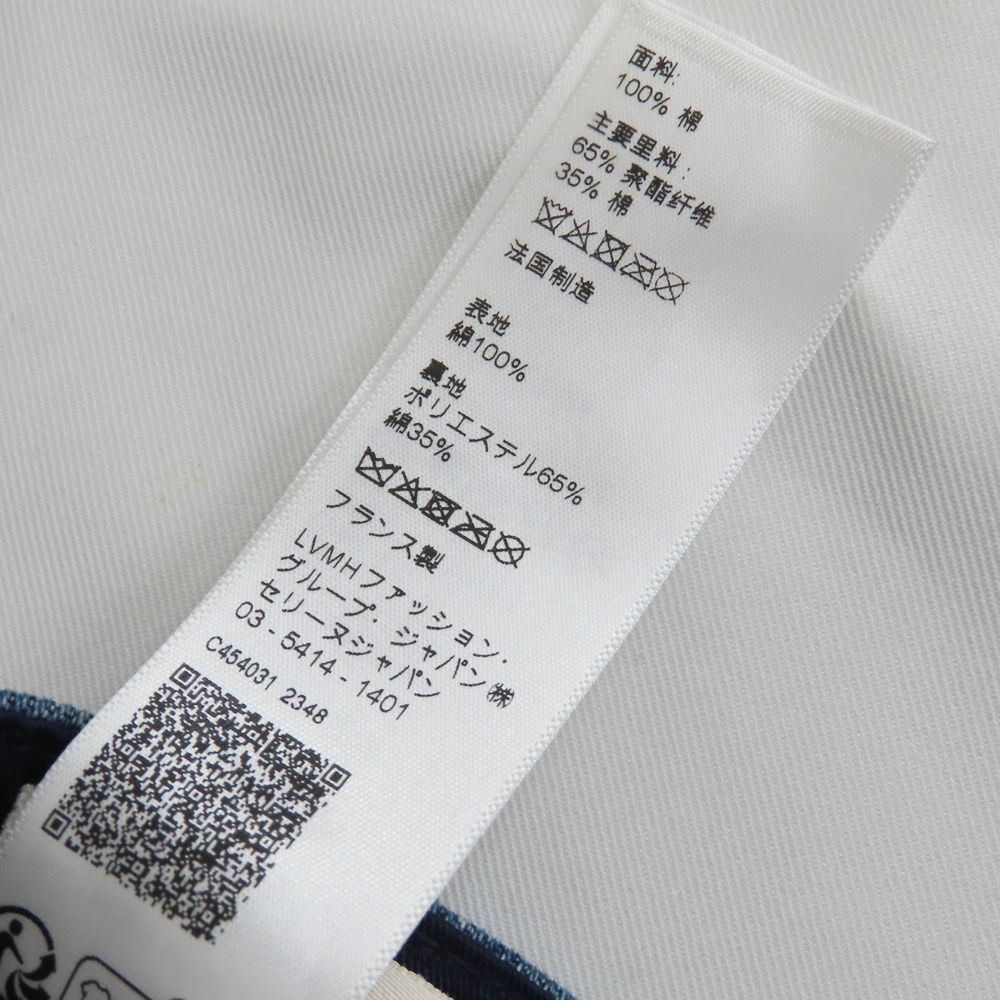 面料:
100% 棉
主要里料:
65% 聚酯纤维
35% 棉
法国制造
表地
綿100%
裏地
ポリエステル65%
綿35%
フランス製
LVMHファッション・
グループ・ジャパン㈱
セリーヌジャパン
03 - 5414 - 1401
C454031 2348